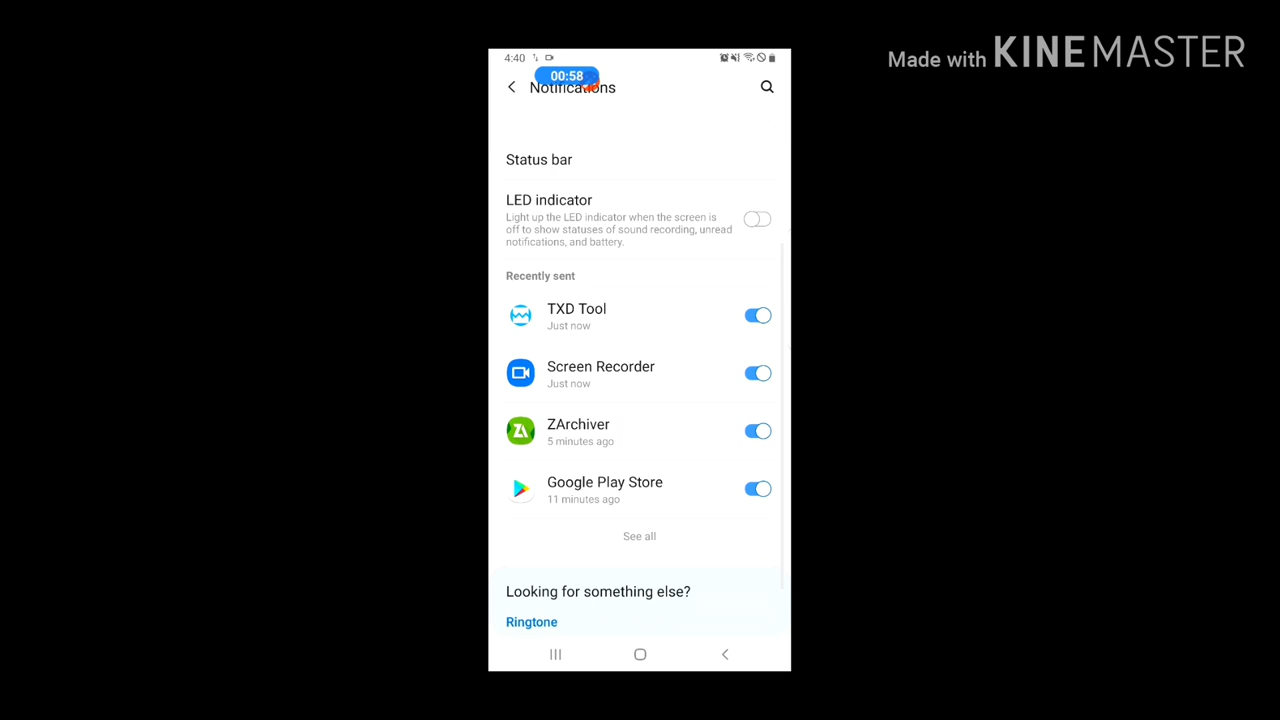 Made with KINEMASTER
4:40
00:58
Notifications
Status bar
LED indicator
Light up the LED indicator when the screen is
off to show statuses of sound recording, unread
notifications, and battery.
Recently sent
TXD Tool
Just now
Screen Recorder
Just now
ZA
ZArchiver
5 minutes ago
Google Play Store
11 minutes ago
See all
Looking for something else?
Ringtone